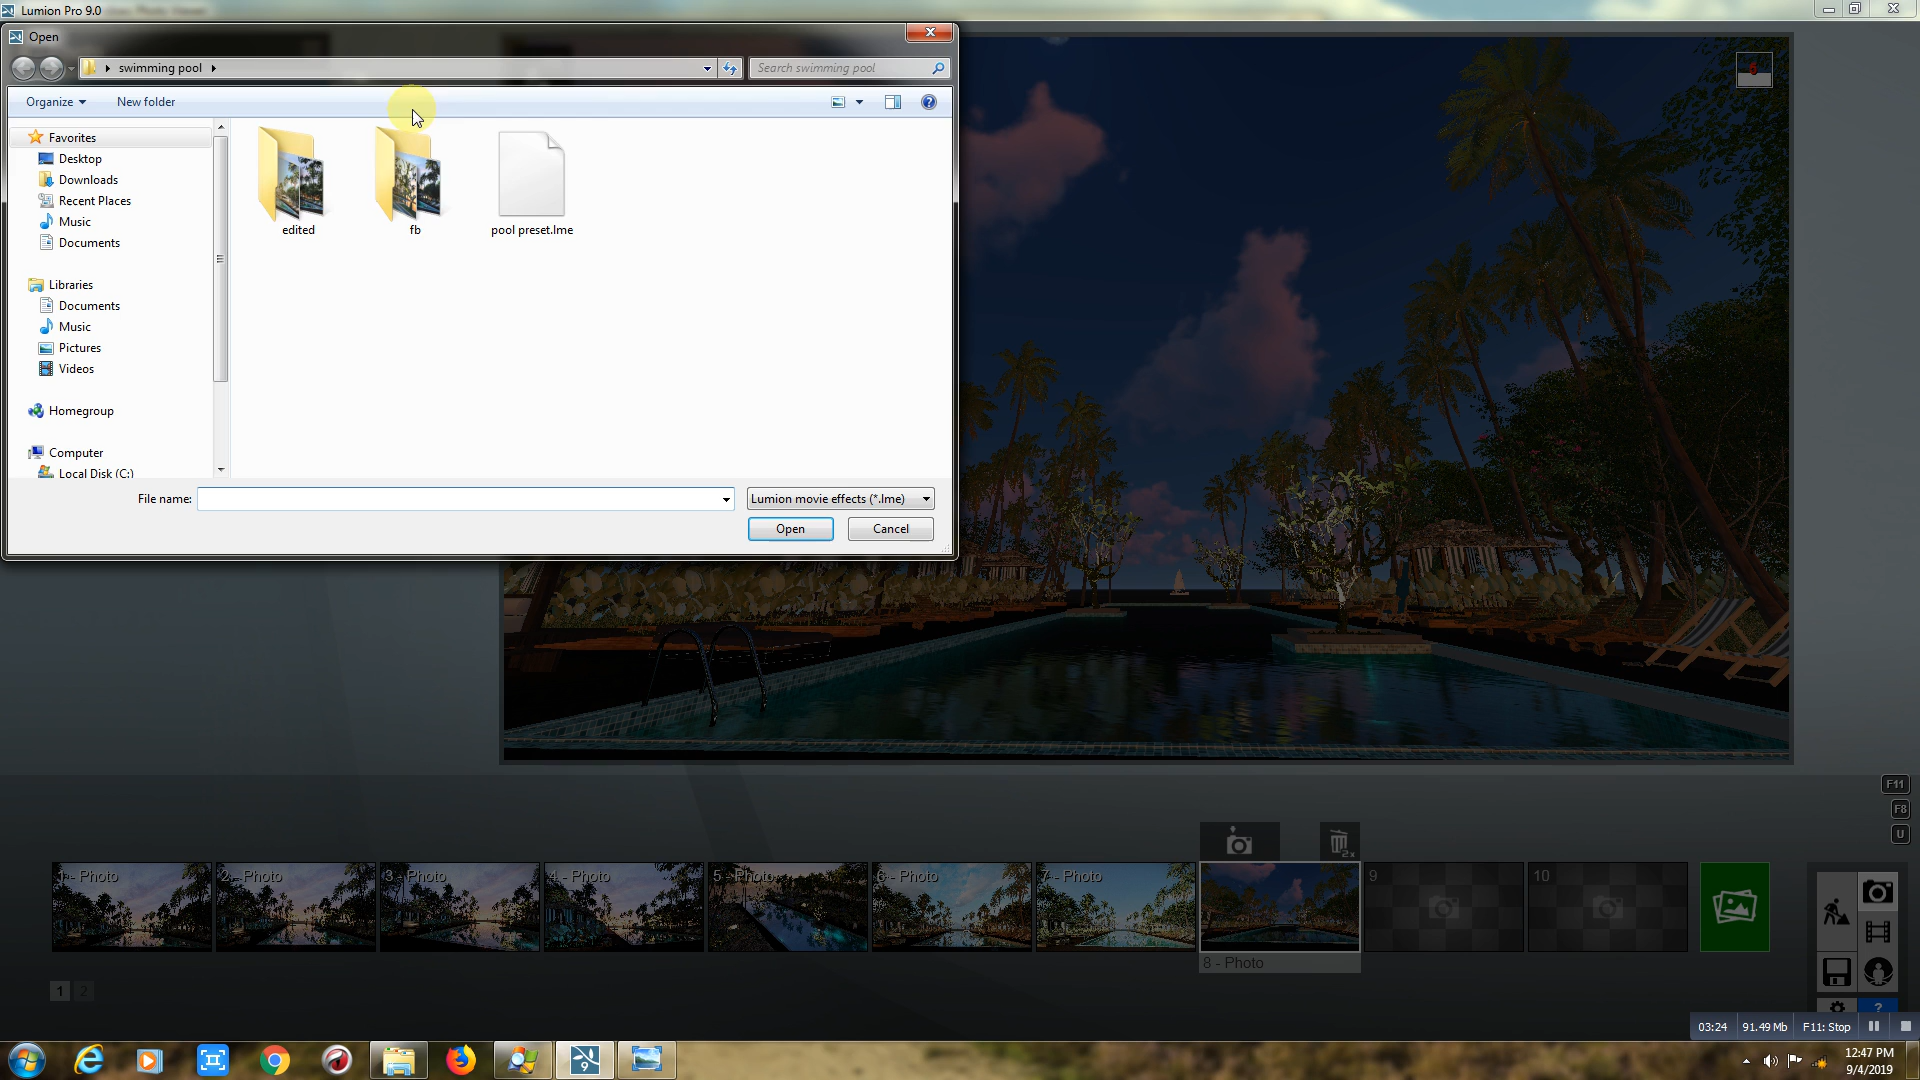 Lumion Pro 9.0
Open
swimming pool
Search swimming pool
Organize
New folder
Favorites
Desktop
Downloads
Recent Places
Music
Documents
Libraries
Documents
Music
Pictures
Videos
Homegroup
Computer
Local Disk (C:)
edited
fb
pool preset.lme
File name:
Lumion movie effects (*.lme)
Open
Cancel
6
F11
F8
U
2x
1 - Photo
2 - Photo
3 - Photo
4 - Photo
5 - Photo
6 - Photo
7 - Photo
9
10
8 - Photo
1
2
?
03:24
91.49 Mb
F11: Stop
9
12:47 PM
9/4/2019